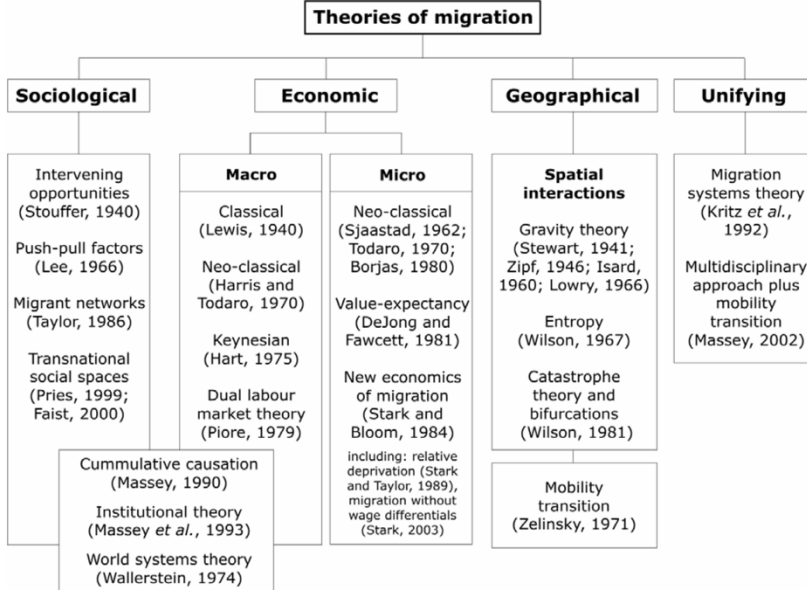 Theories of migration
Sociological
Economic
Geographical
Unifying
Intervening
opportunities
(Stouffer, 1940)
Push-pull factors
(Lee, 1966)
Migrant networks
(Taylor, 1986)
Transnational
social spaces
(Pries, 1999;
Faist, 2000)
Macro
Classical
(Lewis, 1940)
Neo-classical
(Harris and
Todaro, 1970)
Keynesian
(Hart, 1975)
Dual labour
market theory
(Piore, 1979)
Cummulative causation
(Massey, 1990)
Institutional theory
(Massey et al., 1993)
World systems theory
(Wallerstein, 1974)
Micro
Neo-classical
(Sjaastad, 1962;
Todaro, 1970;
Borjas, 1980)
Value-expectancy
(DeJong and
Fawcett, 1981)
New economics
of migration
(Stark and
Bloom, 1984)
including: relative
deprivation (Stark
and Taylor, 1989),
migration without
wage differentials
(Stark, 2003)
Spatial
interactions
Gravity theory
(Stewart, 1941;
Zipf, 1946; Isard,
1960; Lowry, 1966)
Entropy
(Wilson, 1967)
Catastrophe
theory and
bifurcations
(Wilson, 1981)
Mobility
transition
(Zelinsky, 1971)
Migration
systems theory
(Kritz et al.,
1992)
Multidisciplinary
approach plus
mobility
transition
(Massey, 2002)